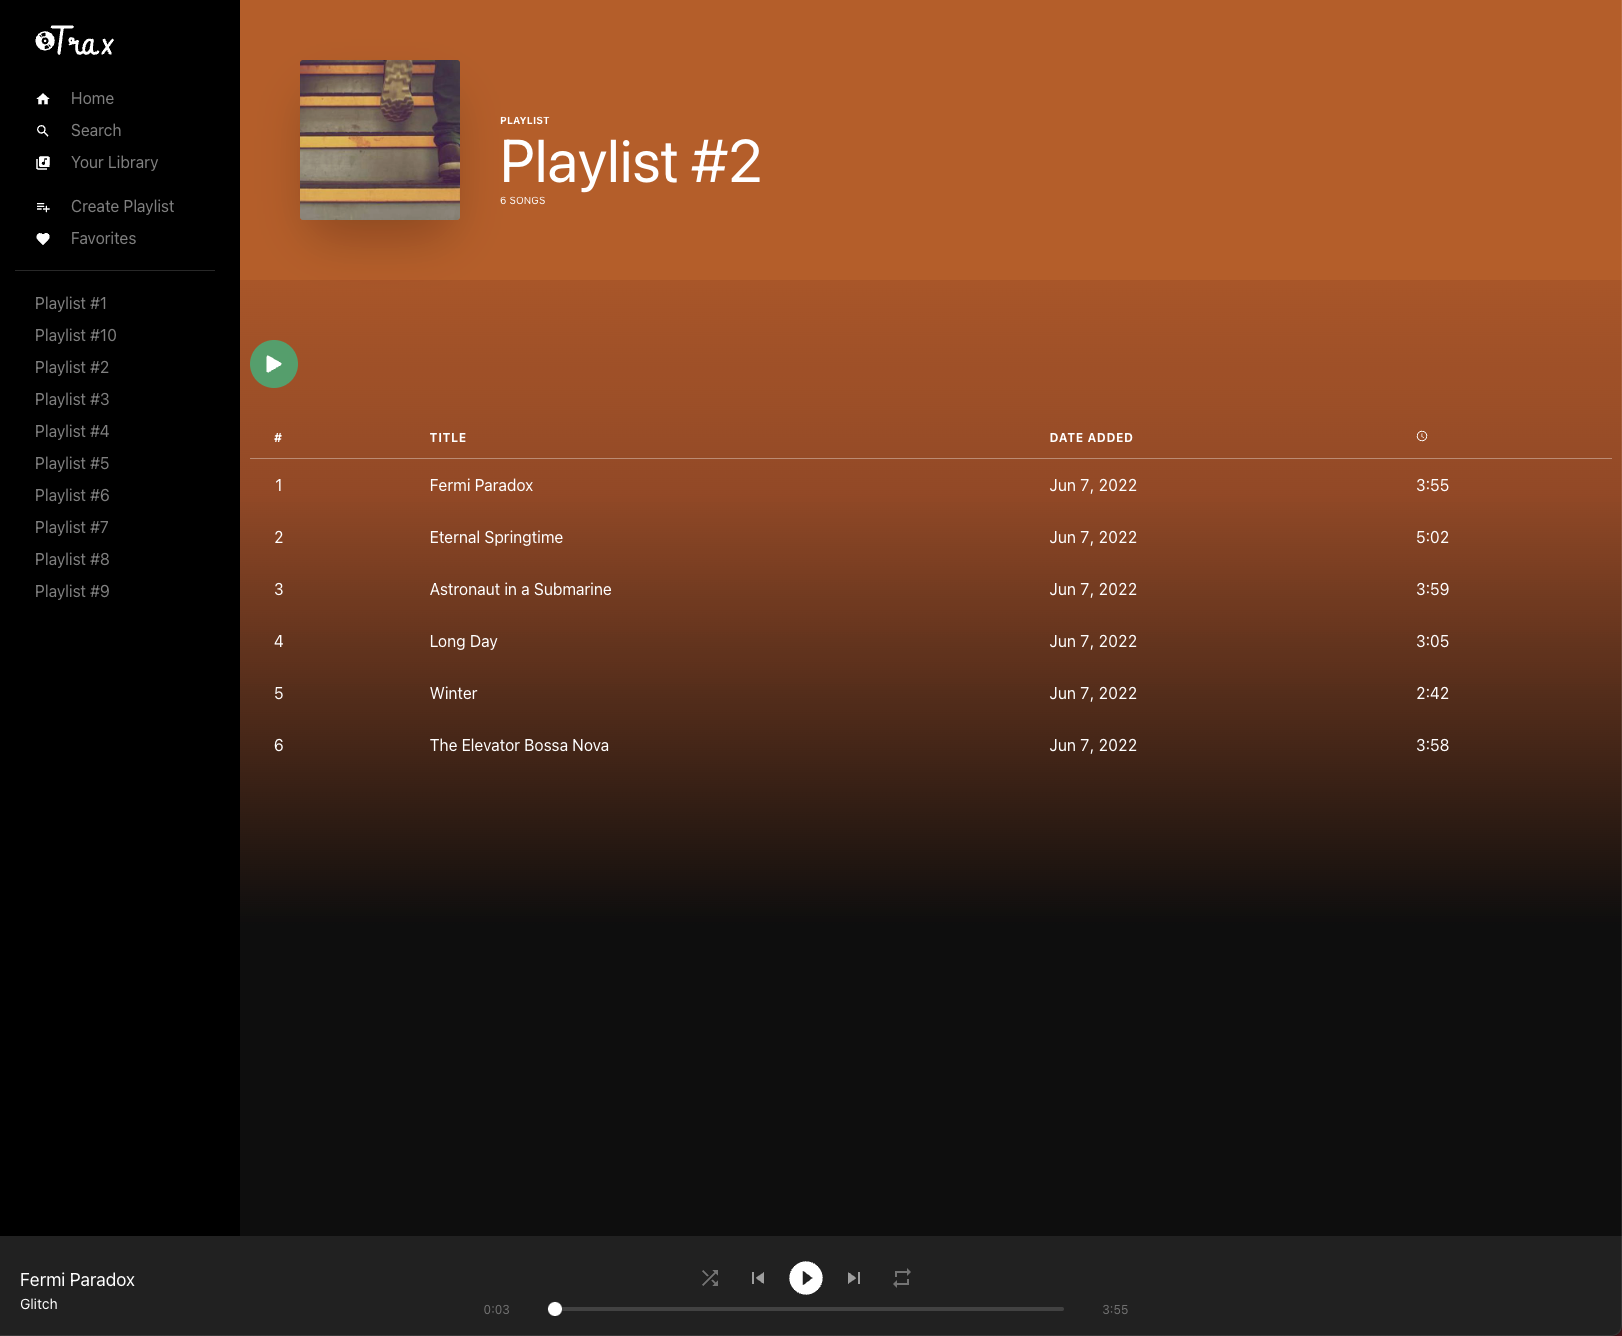 Trax
Home
Search
Your Library
Create Playlist
Favorites
Playlist #1
Playlist #10
Playlist #2
Playlist #3
Playlist #4
Playlist #5
Playlist #6
Playlist #7
Playlist #8
Playlist #9
PLAYLIST
Playlist #2
6 SONGS
# TITLE DATE ADDED
1 Fermi Paradox Jun 7, 2022 3:55
2 Eternal Springtime Jun 7, 2022 5:02
3 Astronaut in a Submarine Jun 7, 2022 3:59
4 Long Day Jun 7, 2022 3:05
5 Winter Jun 7, 2022 2:42
6 The Elevator Bossa Nova Jun 7, 2022 3:58
Fermi Paradox
Glitch
0:03 3:55